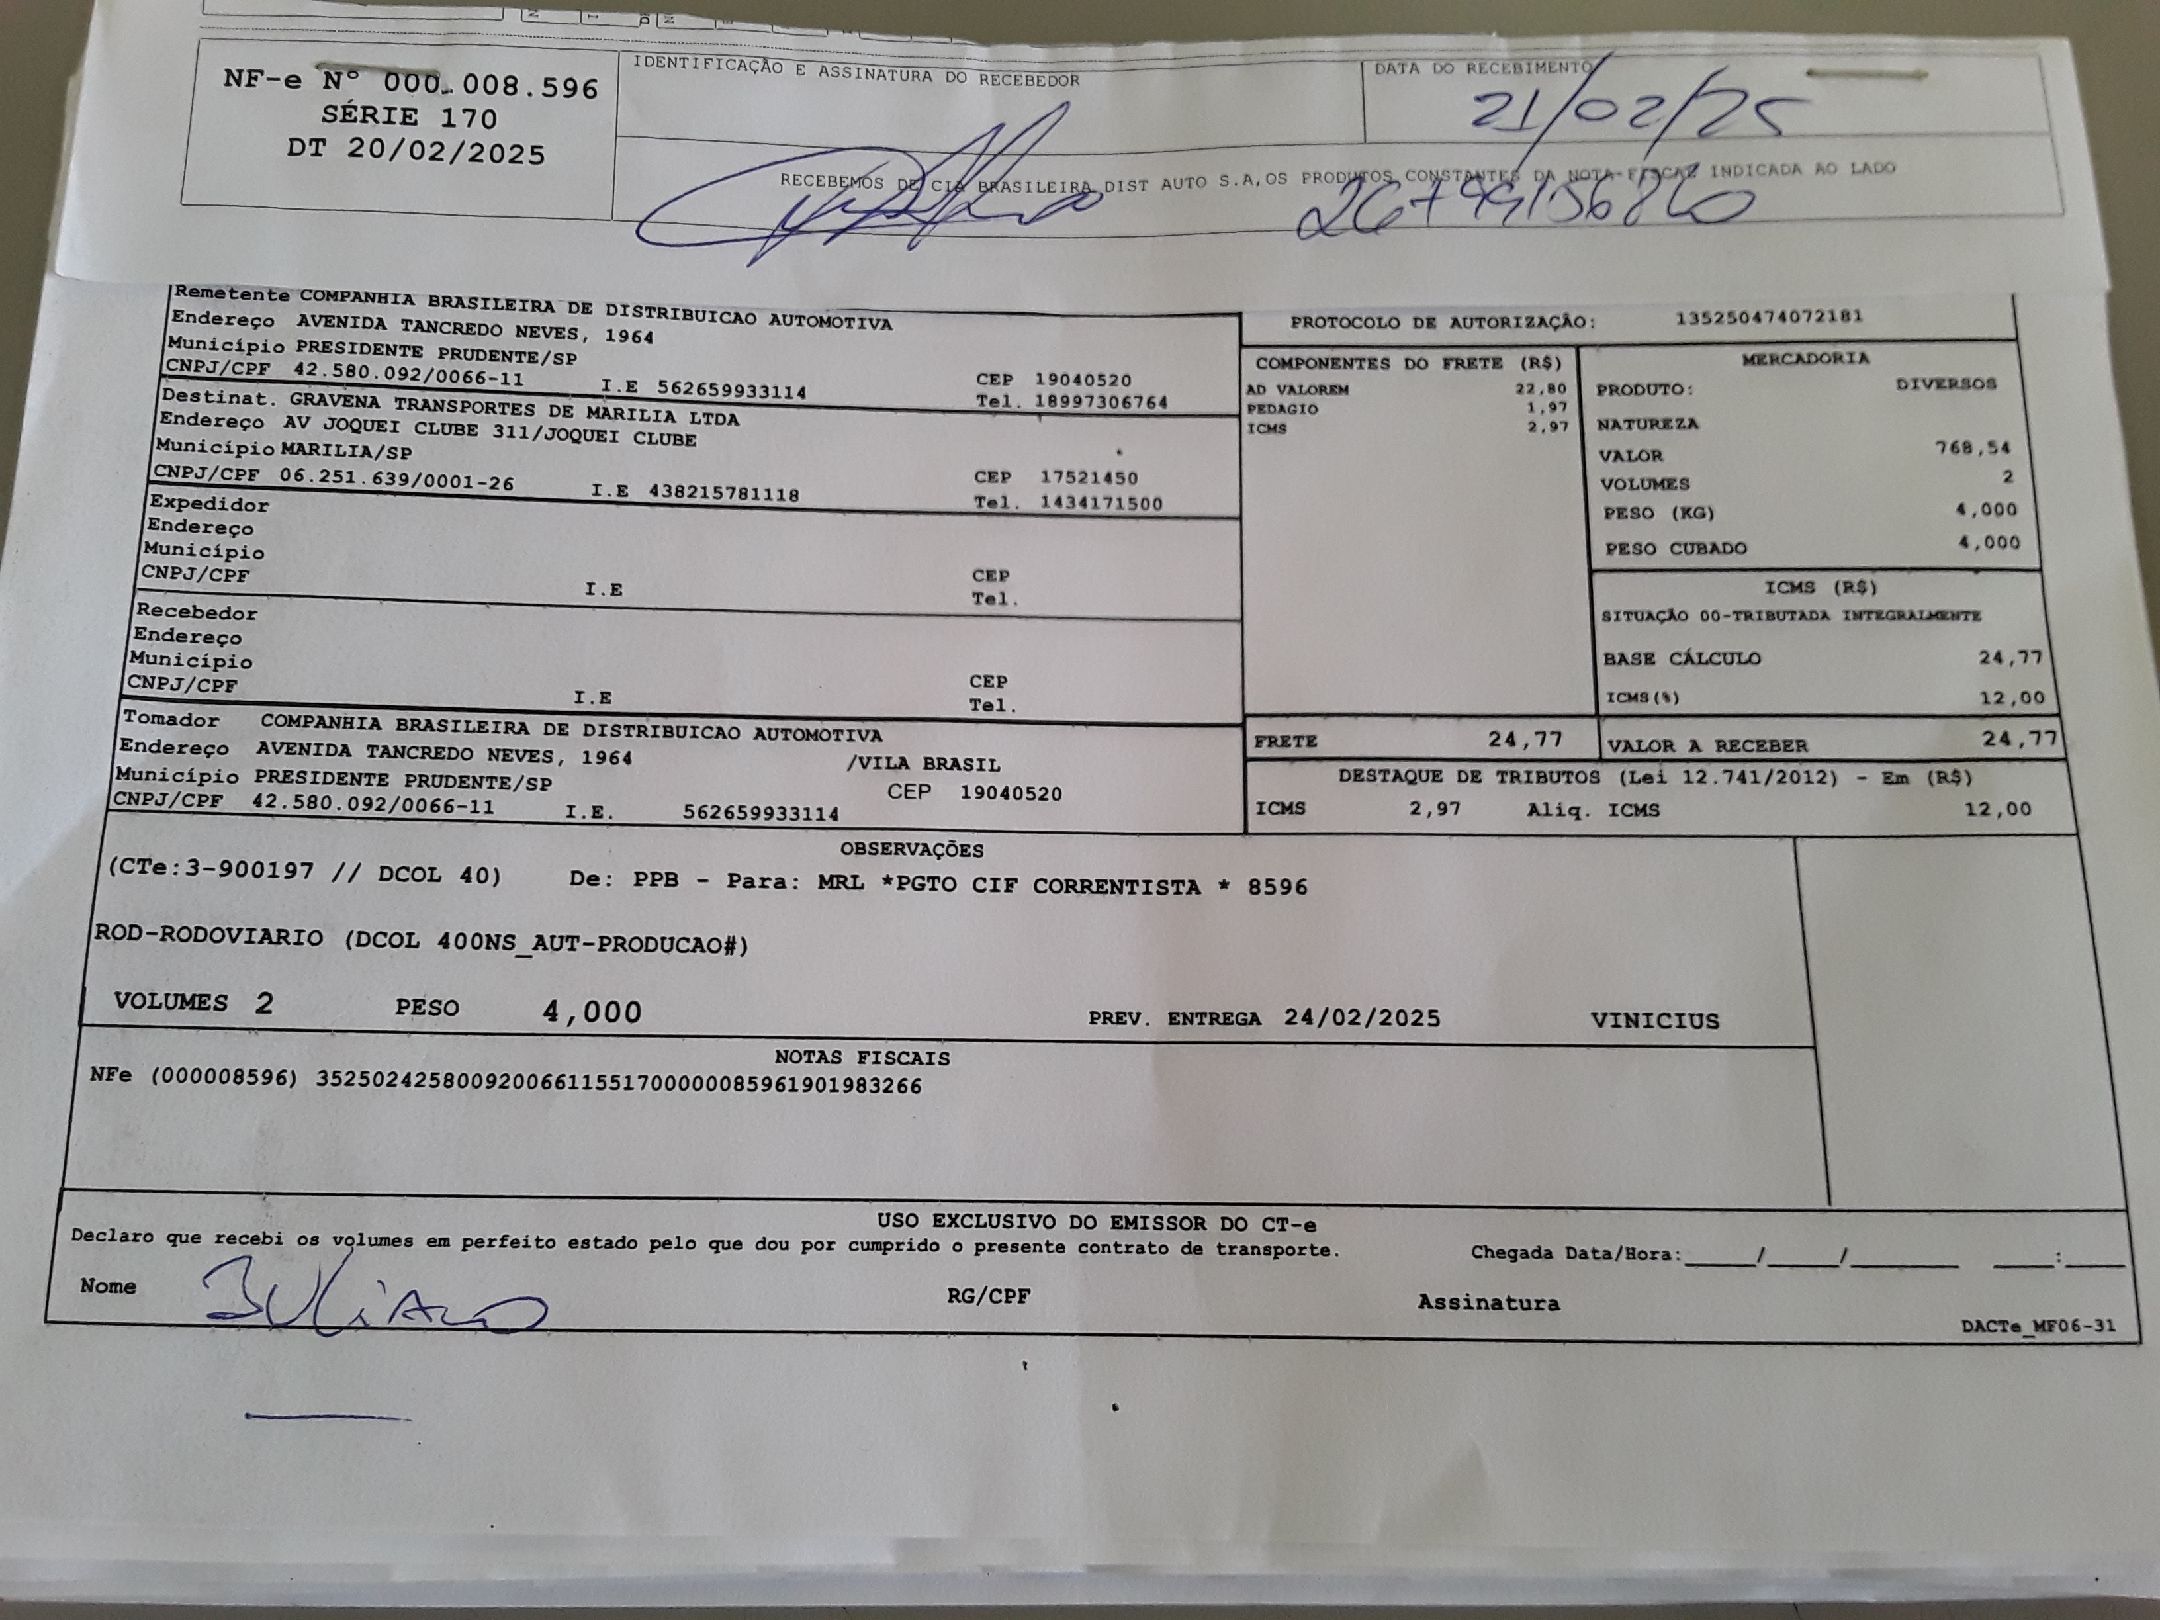 NF-e Nº 000.008.596
SÉRIE 170
DT 20/02/2025
IDENTIFICAÇÃO E ASSINATURA DO RECEBEDOR
DATA DO RECEBIMENTO
21/02/25
RECEBEMOS DE CIA BRASILEIRA DIST AUTO S.A,OS PRODUTOS CONSTANTES DA NOTA FISCAL INDICADA AO LADO
Remetente COMPANHIA BRASILEIRA DE DISTRIBUICAO AUTOMOTIVA
Endereço AVENIDA TANCREDO NEVES, 1964
Município PRESIDENTE PRUDENTE/SP
CNPJ/CPF 42.580.092/0066-11 I.E 562659933114 CEP 19040520
Tel. 18997306764
Destinat. GRAVENA TRANSPORTES DE MARILIA LTDA
Endereço AV JOQUEI CLUBE 311/JOQUEI CLUBE
Município MARILIA/SP
CNPJ/CPF 06.251.639/0001-26 I.E 438215781118 CEP 17521450
Tel. 1434171500
Expedidor
Endereço
Município
CNPJ/CPF I.E CEP
Tel.
Recebedor
Endereço
Município
CNPJ/CPF I.E CEP
Tel.
Tomador COMPANHIA BRASILEIRA DE DISTRIBUICAO AUTOMOTIVA
Endereço AVENIDA TANCREDO NEVES, 1964 /VILA BRASIL
Município PRESIDENTE PRUDENTE/SP CEP 19040520
CNPJ/CPF 42.580.092/0066-11 I.E. 562659933114
PROTOCOLO DE AUTORIZAÇÃO: 135250474072181
COMPONENTES DO FRETE (R$)
AD VALOREM 22,80
PEDAGIO 1,97
ICMS 2,97
MERCADORIA
PRODUTO: DIVERSOS
NATUREZA
VALOR 768,54
VOLUMES 2
PESO (KG) 4,000
PESO CUBADO 4,000
ICMS (R$)
SITUAÇÃO 00-TRIBUTADA INTEGRALMENTE
BASE CÁLCULO 24,77
ICMS(%) 12,00
FRETE 24,77 VALOR A RECEBER 24,77
DESTAQUE DE TRIBUTOS (Lei 12.741/2012) - Em (R$)
ICMS 2,97 Aliq. ICMS 12,00
OBSERVAÇÕES
(CTe:3-900197 // DCOL 40) De: PPB - Para: MRL *PGTO CIF CORRENTISTA * 8596
ROD-RODOVIARIO (DCOL 400NS_AUT-PRODUCAO#)
VOLUMES 2 PESO 4,000 PREV. ENTREGA 24/02/2025 VINICIUS
NOTAS FISCAIS
NFe (000008596) 35250242580092006611551700000085961901983266
USO EXCLUSIVO DO EMISSOR DO CT-e
Declaro que recebi os volumes em perfeito estado pelo que dou por cumprido o presente contrato de transporte. Chegada Data/Hora:____/____/______ ___:___
Nome JULIANO RG/CPF Assinatura
DACTe_MF06-31